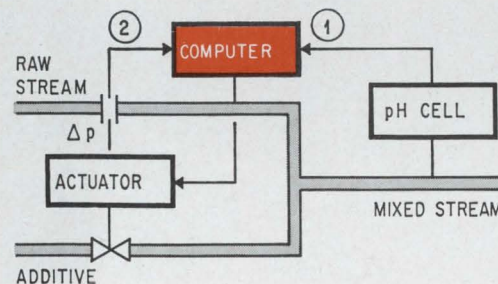 ②
①
COMPUTER
RAW
STREAM
Δp
pH CELL
ACTUATOR
MIXED STREAM
ADDITIVE